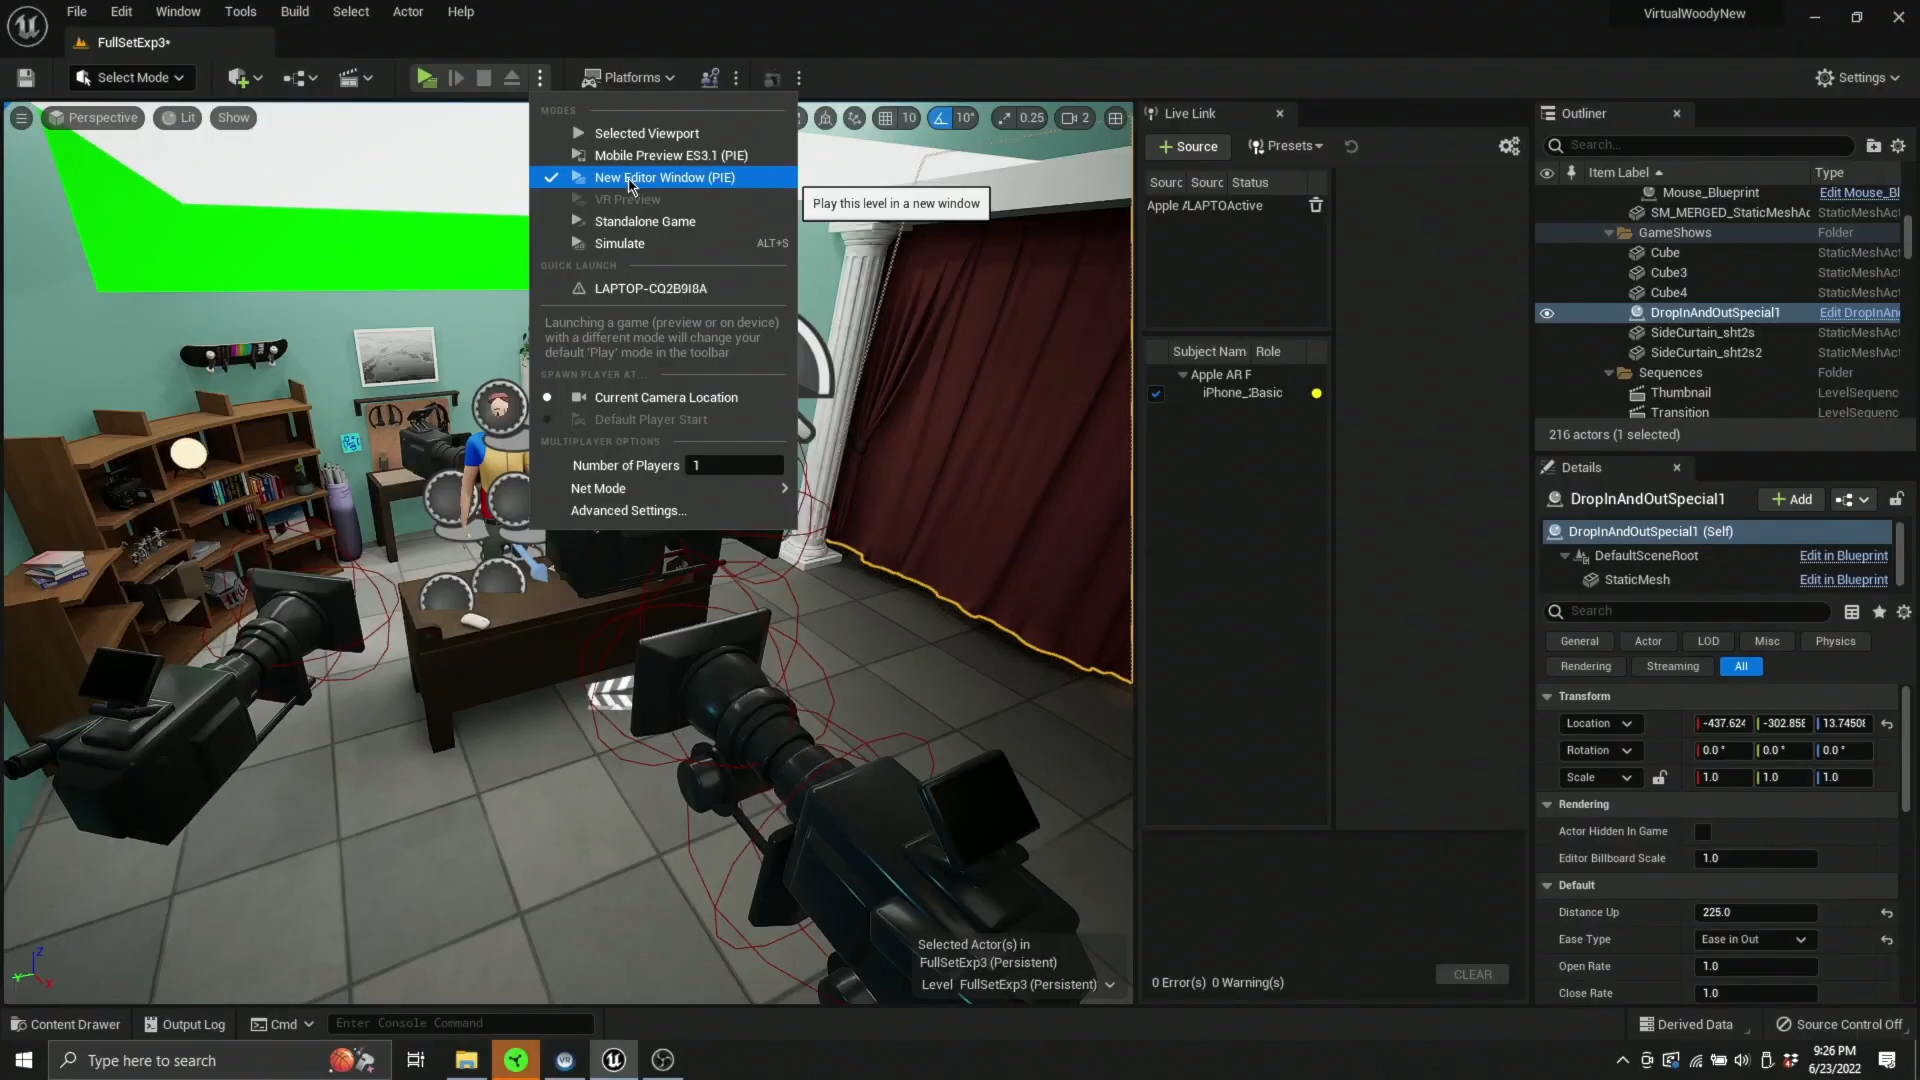 File Edit Window Tools Build Select Actor Help
VirtualWoodyNew
FullSetExp3*
Select Mode
Platforms
Settings
Perspective Lit Show
10 10° 0.25 2
MODES
Selected Viewport
Mobile Preview ES3.1 (PIE)
New Editor Window (PIE)
VR Preview
Standalone Game
Simulate ALT+S
QUICK LAUNCH
LAPTOP-CQ2B9I8A
Launching a game (preview or on device)
with a different mode will change your
default 'Play' mode in the toolbar
SPAWN PLAYER AT...
Current Camera Location
Default Player Start
MULTIPLAYER OPTIONS
Number of Players 1
Net Mode
Advanced Settings...
Play this level in a new window
Selected Actor(s) in
FullSetExp3 (Persistent)
Level FullSetExp3 (Persistent)
Live Link
+ Source Presets
Sourc Sourc Status
Apple ALAPTOActive
Subject Nam Role
Apple AR F
iPhone_2Basic
0 Error(s) 0 Warning(s)
CLEAR
Outliner
Search...
Item Label Type
Mouse_Blueprint Edit Mouse_Bl
SM_MERGED_StaticMeshAc StaticMeshAct
GameShows Folder
Cube StaticMeshAct
Cube3 StaticMeshAct
Cube4 StaticMeshAct
DropInAndOutSpecial1 Edit DropInAnd
SideCurtain_sht2s StaticMeshAct
SideCurtain_sht2s2 StaticMeshAct
Sequences Folder
Thumbnail LevelSequenc
Transition LevelSequenc
216 actors (1 selected)
Details
DropInAndOutSpecial1 + Add
DropInAndOutSpecial1 (Self)
DefaultSceneRoot Edit in Blueprint
StaticMesh Edit in Blueprint
Search
General Actor LOD Misc Physics
Rendering Streaming All
Transform
Location -437.624 -302.858 13.74508
Rotation 0.0° 0.0° 0.0°
Scale 1.0 1.0 1.0
Rendering
Actor Hidden In Game
Editor Billboard Scale 1.0
Default
Distance Up 225.0
Ease Type Ease in Out
Open Rate 1.0
Close Rate 1.0
Content Drawer Output Log Cmd Enter Console Command
Derived Data Source Control Off
Type here to search
9:26 PM
6/23/2022